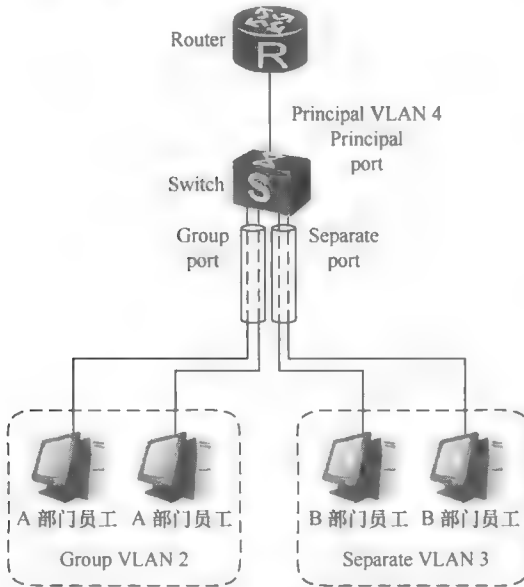 Router
R
Principal VLAN 4
Principal
port
Switch
S
Group
port
Separate
port
A 部门员工
A 部门员工
B 部门员工
B 部门员工
Group VLAN 2
Separate VLAN 3